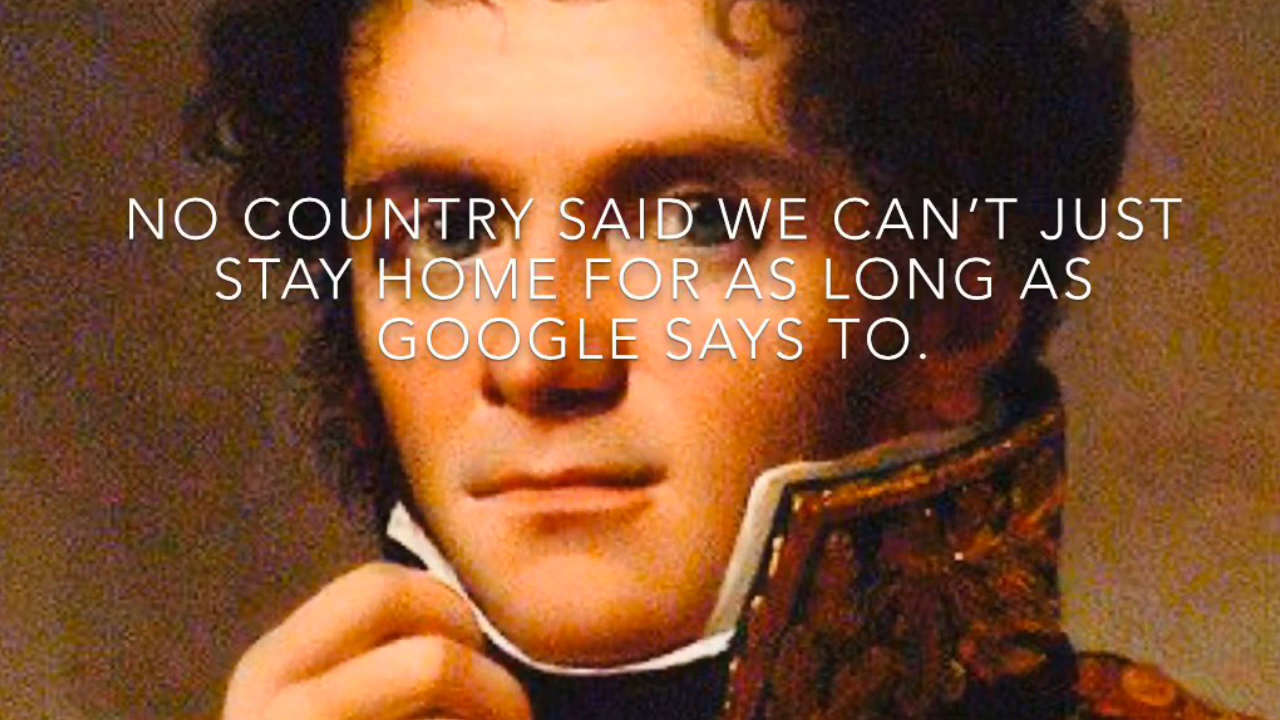 NO COUNTRY SAID WE CAN’T JUST
STAY HOME FOR AS LONG AS
GOOGLE SAYS TO.